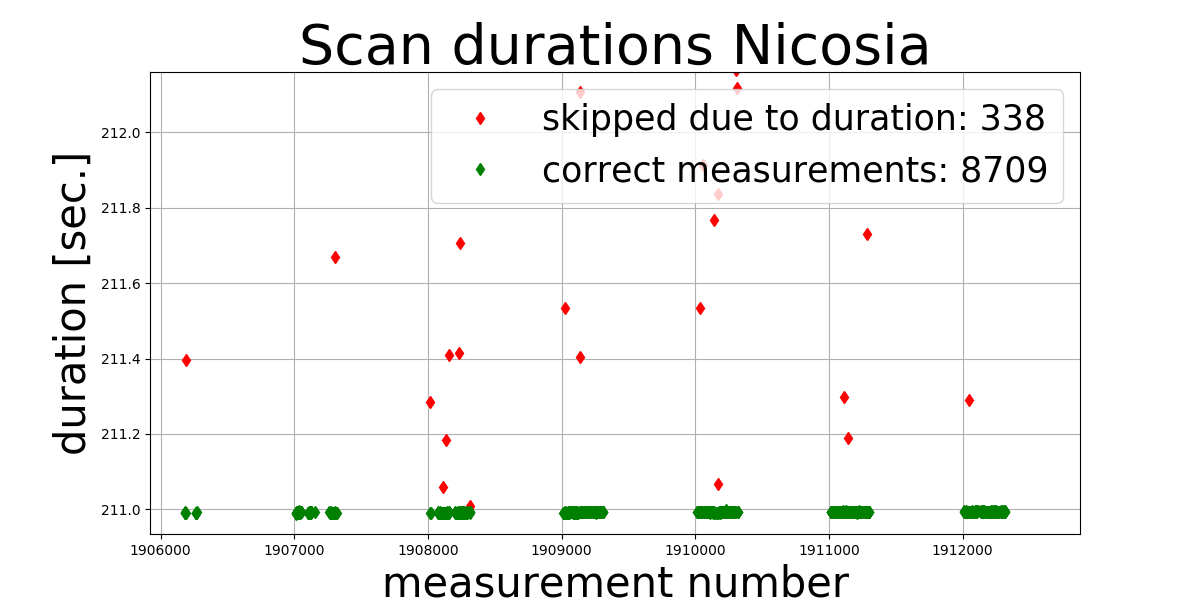 Scan durations Nicosia
skipped due to duration: 338
correct measurements: 8709
duration [sec.]
212.0
211.8
211.6
211.4
211.2
211.0
1906000 1907000 1908000 1909000 1910000 1911000 1912000
measurement number